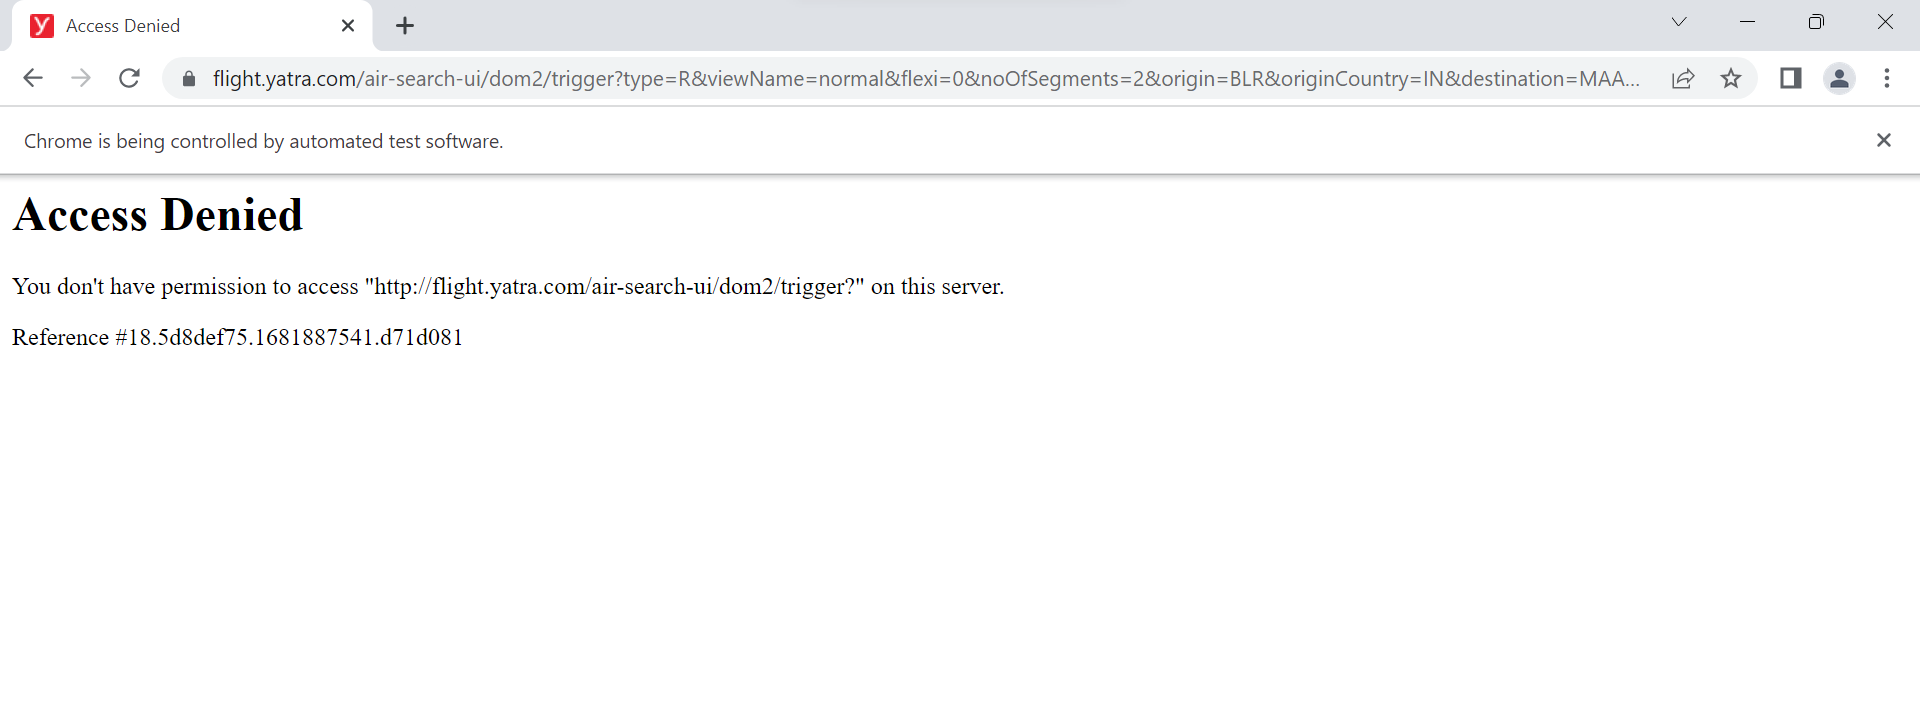 Access Denied
flight.yatra.com/air-search-ui/dom2/trigger?type=R&viewName=normal&flexi=0&noOfSegments=2&origin=BLR&originCountry=IN&destination=MAA...
Chrome is being controlled by automated test software.
Access Denied
You don't have permission to access "http://flight.yatra.com/air-search-ui/dom2/trigger?" on this server.
Reference #18.5d8def75.1681887541.d71d081